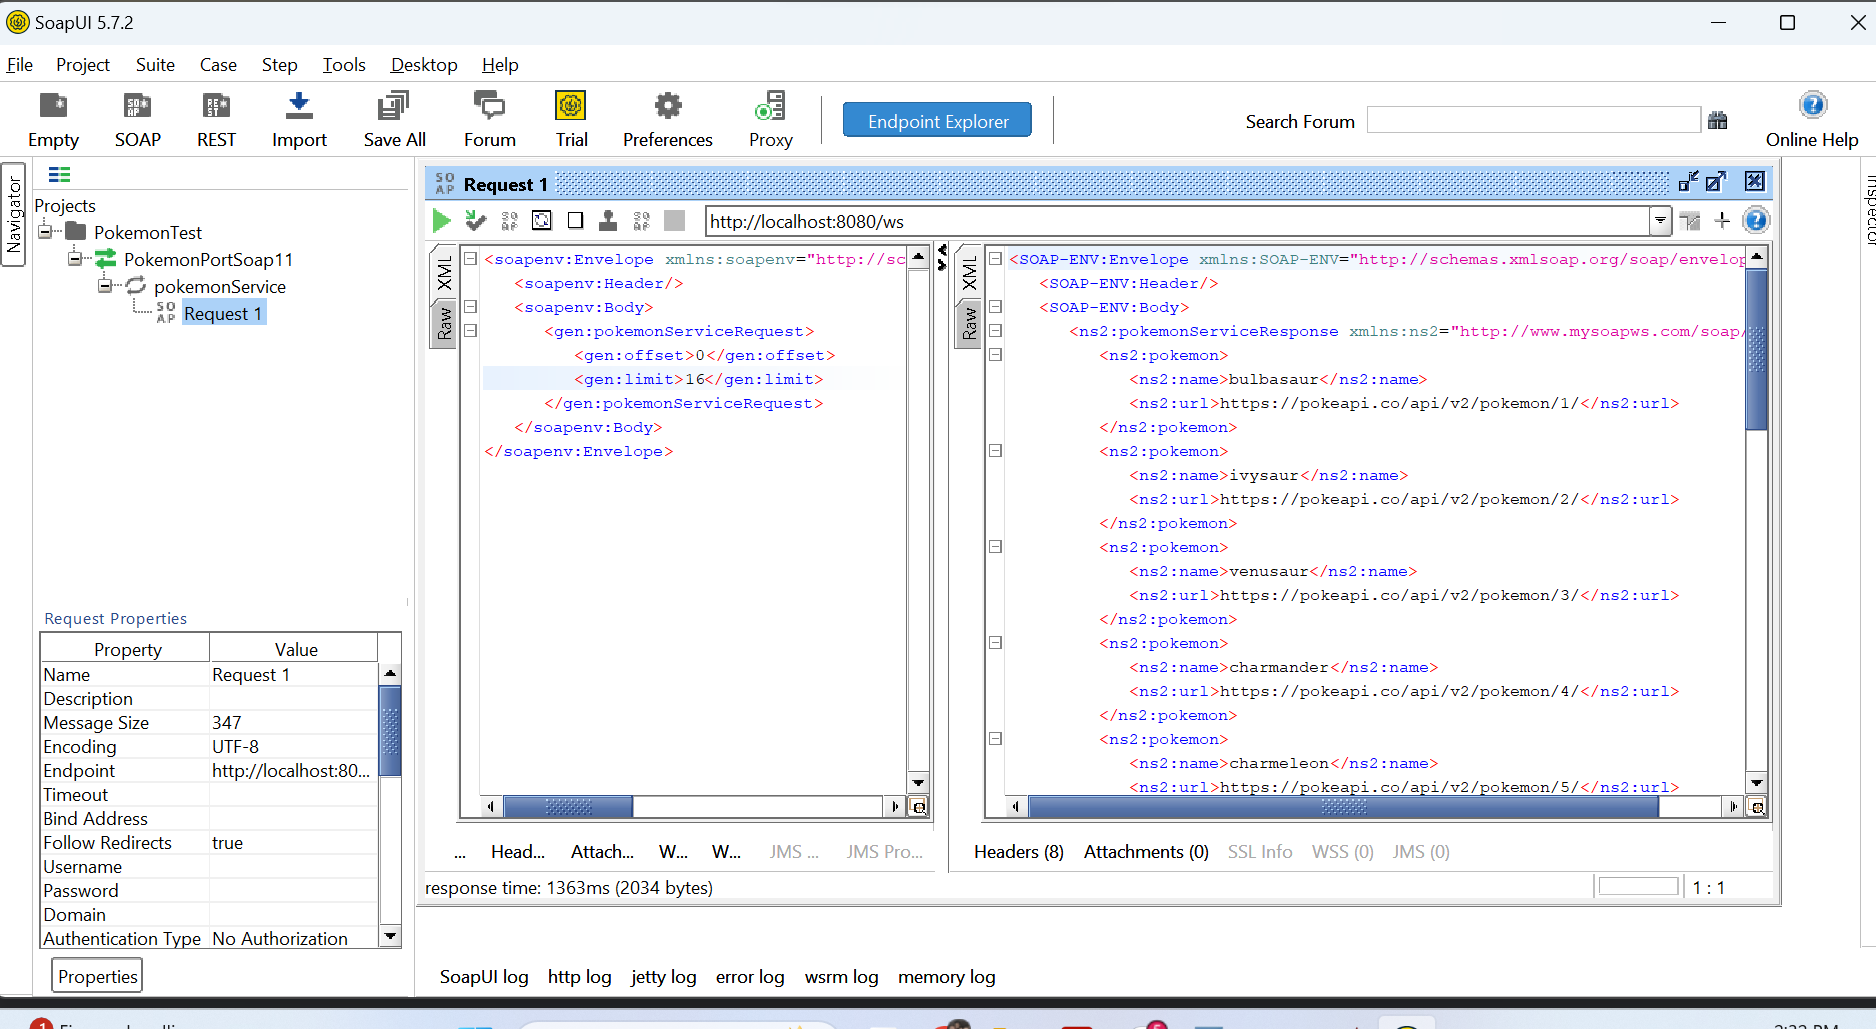 SoapUI 5.7.2
File Project Suite Case Step Tools Desktop Help
Empty SOAP REST Import Save All Forum Trial Preferences Proxy
Endpoint Explorer
Search Forum
Online Help
Navigator
Projects
PokemonTest
PokemonPortSoap11
pokemonService
Request 1
Request Properties
Property Value
Name Request 1
Description
Message Size 347
Encoding UTF-8
Endpoint http://localhost:80...
Timeout
Bind Address
Follow Redirects true
Username
Password
Domain
Authentication Type No Authorization
Properties
Request 1
http://localhost:8080/ws
XML
Raw
<soapenv:Envelope xmlns:soapenv="http://sc
<soapenv:Header/>
<soapenv:Body>
<gen:pokemonServiceRequest>
<gen:offset>0</gen:offset>
<gen:limit>16</gen:limit>
</gen:pokemonServiceRequest>
</soapenv:Body>
</soapenv:Envelope>
XML
Raw
<SOAP-ENV:Envelope xmlns:SOAP-ENV="http://schemas.xmlsoap.org/soap/envelop
<SOAP-ENV:Header/>
<SOAP-ENV:Body>
<ns2:pokemonServiceResponse xmlns:ns2="http://www.mysoapws.com/soap/
<ns2:pokemon>
<ns2:name>bulbasaur</ns2:name>
<ns2:url>https://pokeapi.co/api/v2/pokemon/1/</ns2:url>
</ns2:pokemon>
<ns2:pokemon>
<ns2:name>ivysaur</ns2:name>
<ns2:url>https://pokeapi.co/api/v2/pokemon/2/</ns2:url>
</ns2:pokemon>
<ns2:pokemon>
<ns2:name>venusaur</ns2:name>
<ns2:url>https://pokeapi.co/api/v2/pokemon/3/</ns2:url>
</ns2:pokemon>
<ns2:pokemon>
<ns2:name>charmander</ns2:name>
<ns2:url>https://pokeapi.co/api/v2/pokemon/4/</ns2:url>
</ns2:pokemon>
<ns2:pokemon>
<ns2:name>charmeleon</ns2:name>
<ns2:url>https://pokeapi.co/api/v2/pokemon/5/</ns2:url>
... Head... Attach... W... W... JMS ... JMS Pro...
Headers (8) Attachments (0) SSL Info WSS (0) JMS (0)
response time: 1363ms (2034 bytes)
1 : 1
SoapUI log http log jetty log error log wsrm log memory log
Inspector